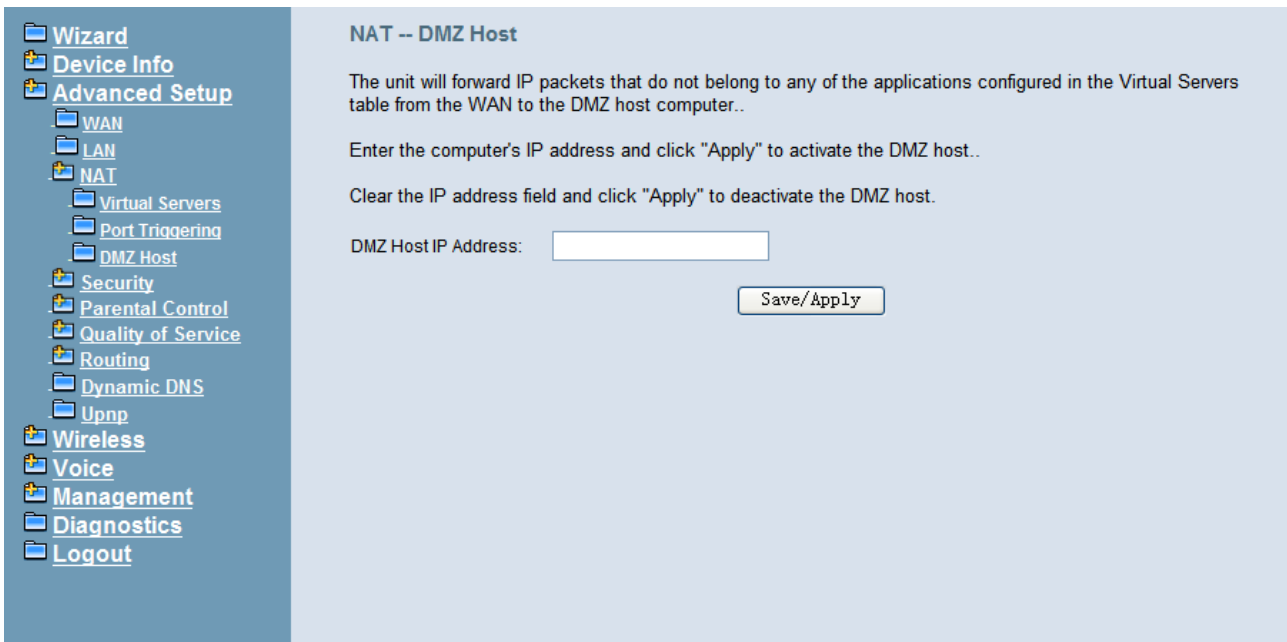 Wizard
Device Info
Advanced Setup
WAN
LAN
NAT
Virtual Servers
Port Triggering
DMZ Host
Security
Parental Control
Quality of Service
Routing
Dynamic DNS
Upnp
Wireless
Voice
Management
Diagnostics
Logout
NAT -- DMZ Host
The unit will forward IP packets that do not belong to any of the applications configured in the Virtual Servers
table from the WAN to the DMZ host computer..
Enter the computer's IP address and click "Apply" to activate the DMZ host..
Clear the IP address field and click "Apply" to deactivate the DMZ host.
DMZ Host IP Address:
Save/Apply